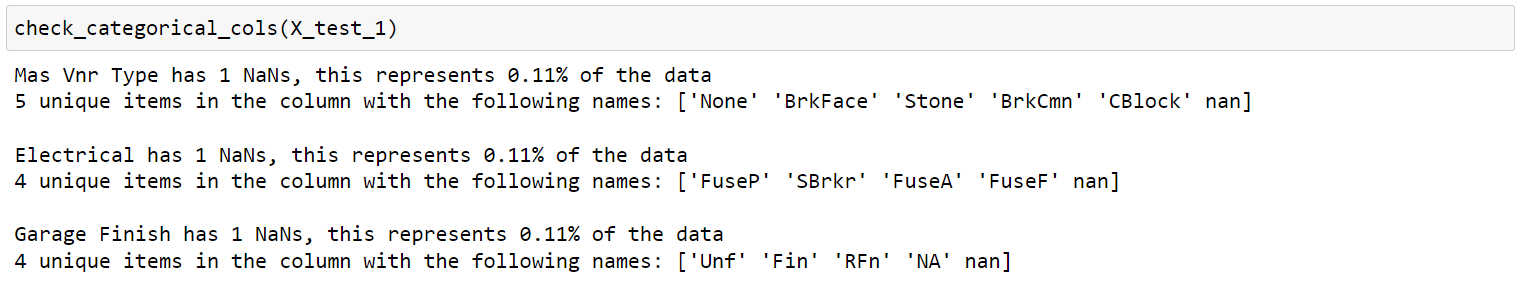 check_categorical_cols(X_test_1)
Mas Vnr Type has 1 NaNs, this represents 0.11% of the data
5 unique items in the column with the following names: ['None' 'BrkFace' 'Stone' 'BrkCmn' 'CBlock' nan]
Electrical has 1 NaNs, this represents 0.11% of the data
4 unique items in the column with the following names: ['FuseP' 'SBrkr' 'FuseA' 'FuseF' nan]
Garage Finish has 1 NaNs, this represents 0.11% of the data
4 unique items in the column with the following names: ['Unf' 'Fin' 'RFn' 'NA' nan]